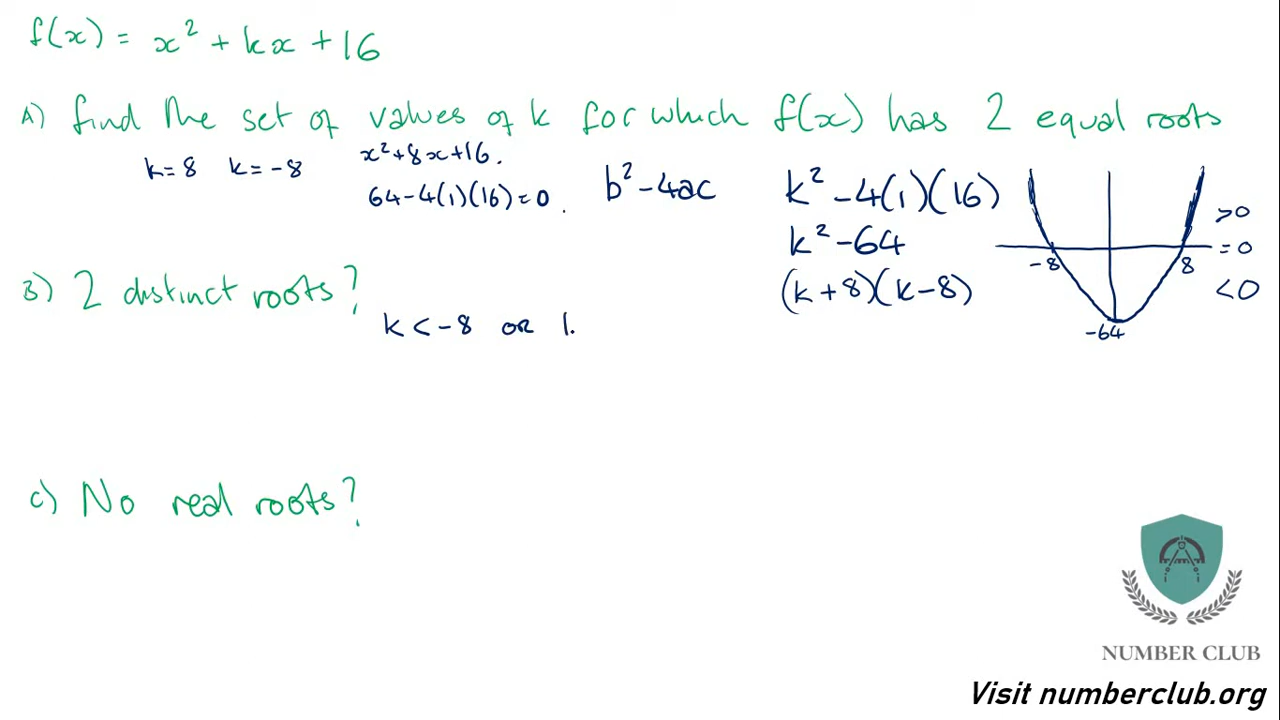 f(x) = x² + kx + 16
A) find the set of values of k for which f(x) has 2 equal roots
k=8 k=-8
x²+8x+16.
64-4(1)(16)=0.
b²-4ac
k²-4(1)(16)
k²-64
(k+8)(k-8)
>0
=0
<0
-8
8
-64
B) 2 distinct roots?
k<-8 or
c) No real roots?
NUMBER CLUB
Visit numberclub.org